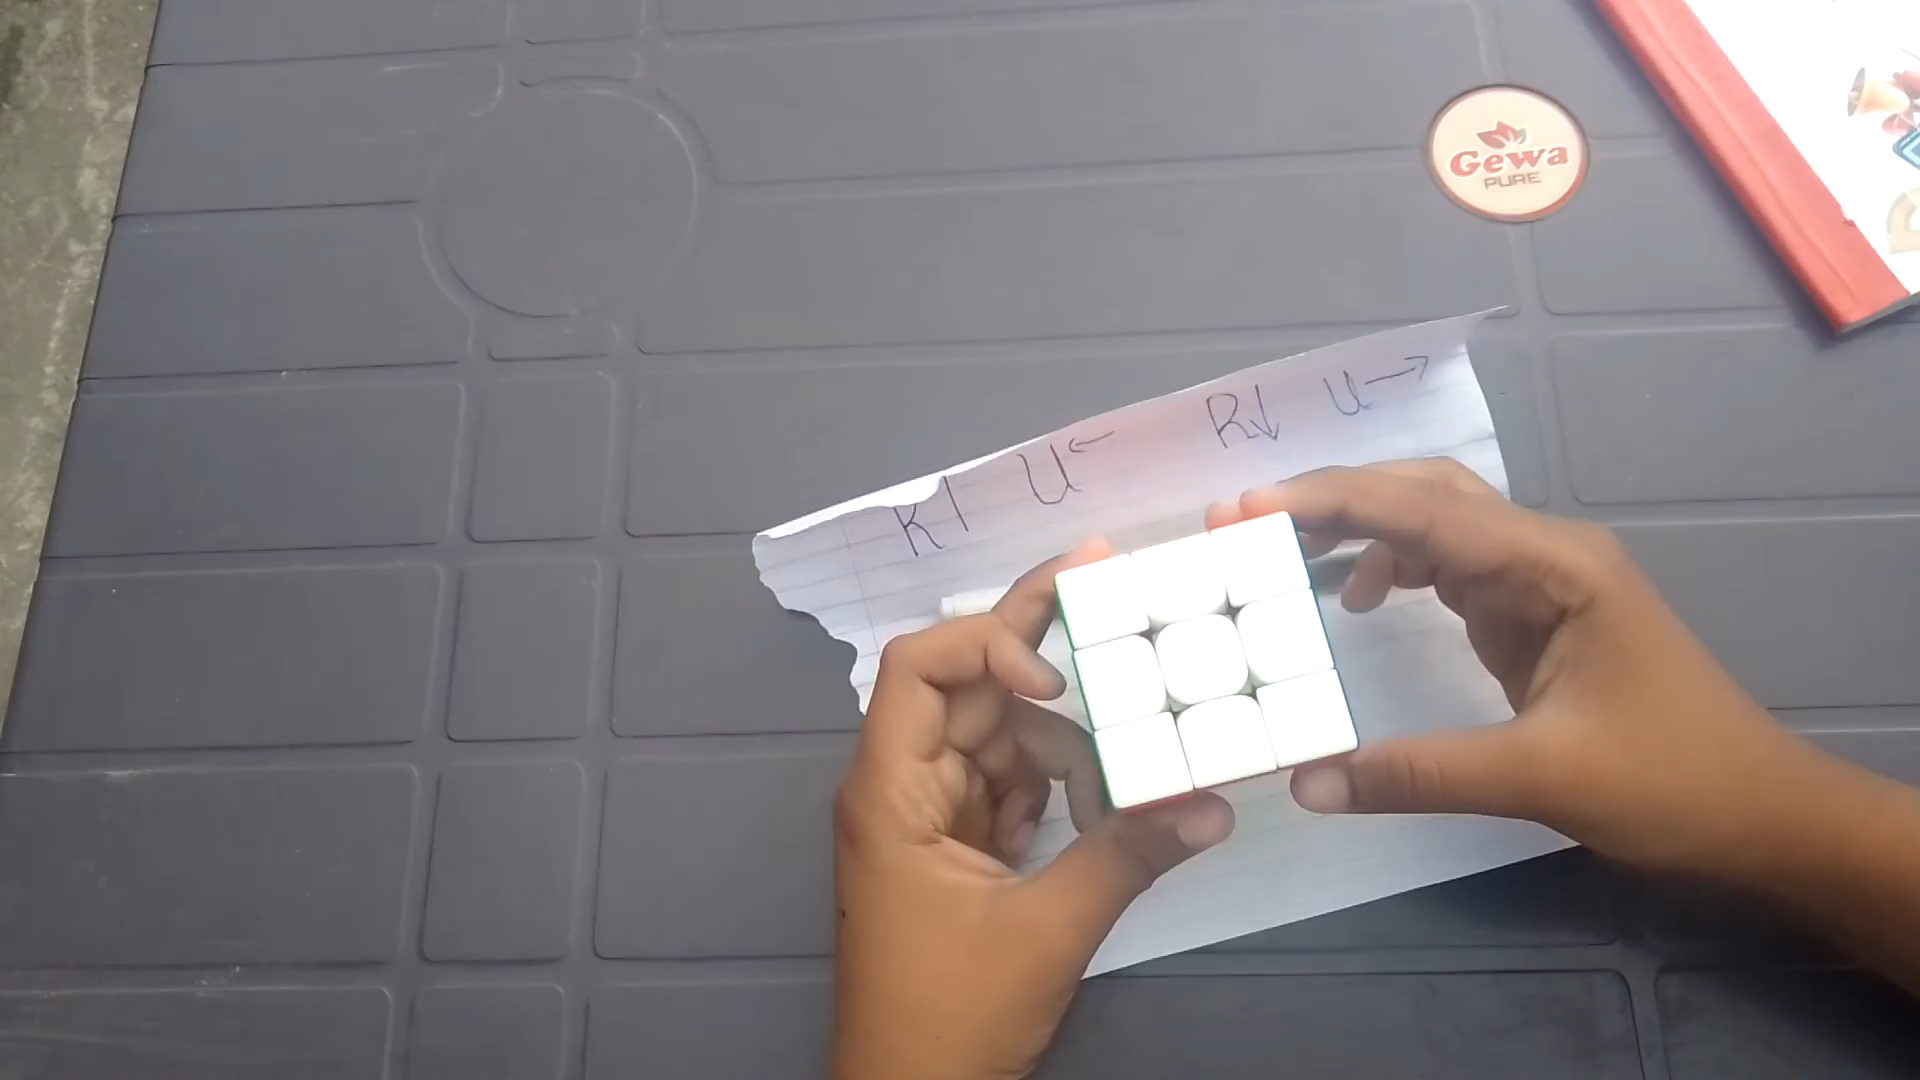 Gewa
PURE
R| U← R↓ U→